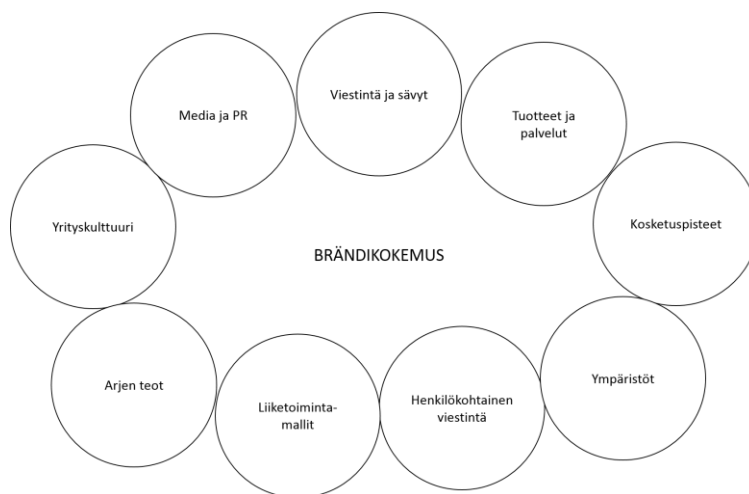 Viestintä ja sävyt
Media ja PR
Tuotteet ja
palvelut
Yrityskulttuuri
Kosketuspisteet
BRÄNDIKOKEMUS
Arjen teot
Liiketoiminta-
mallit
Henkilökohtainen
viestintä
Ympäristöt